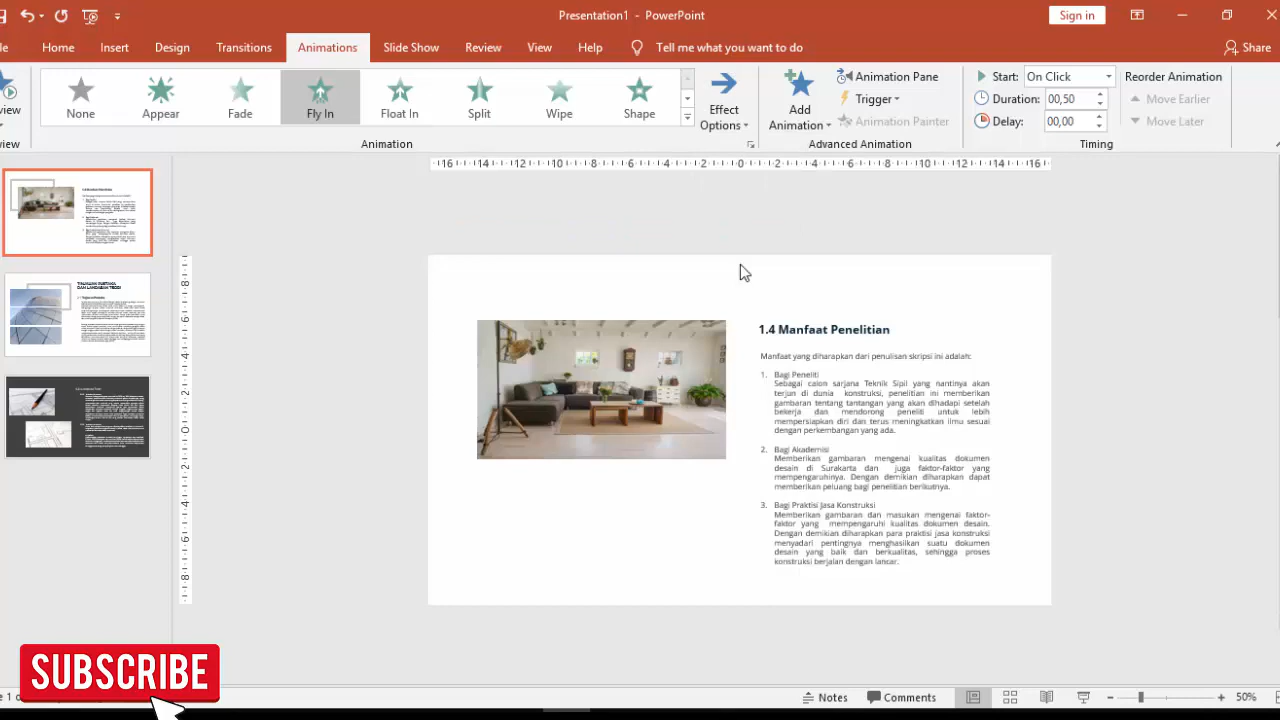 Presentation1 - PowerPoint
Sign in
Home Insert Design Transitions Animations Slide Show Review View Help Tell me what you want to do Share
None Appear Fade Fly In Float In Split Wipe Shape
Effect Options
Add Animation
Animation Pane
Trigger
Animation Painter
Start: On Click
Duration: 00,50
Delay: 00,00
Reorder Animation
Move Earlier
Move Later
Animation
Advanced Animation
Timing
1.4 Manfaat Penelitian
Manfaat yang diharapkan dari penulisan skripsi ini adalah:
1. Bagi Peneliti
Sebagai calon sarjana Teknik Sipil yang nantinya akan
terjun di dunia konstruksi, penelitian ini memberikan
gambaran tentang tantangan yang akan dihadapi setelah
bekerja dan mendorong peneliti untuk lebih
mempersiapkan diri dan terus meningkatkan ilmu sesuai
dengan perkembangan yang ada.
2. Bagi Akademisi
Memberikan gambaran mengenai kualitas dokumen
desain di Surakarta dan juga faktor-faktor yang
mempengaruhinya. Dengan demikian diharapkan dapat
memberikan peluang bagi penelitian berikutnya.
3. Bagi Praktisi Jasa Konstruksi
Memberikan gambaran dan masukan mengenai faktor-
faktor yang mempengaruhi kualitas dokumen desain.
Dengan demikian diharapkan para praktisi jasa konstruksi
menyadari pentingnya menghasilkan suatu dokumen
desain yang baik dan berkualitas, sehingga proses
konstruksi berjalan dengan lancar.
SUBSCRIBE
Notes Comments 50%